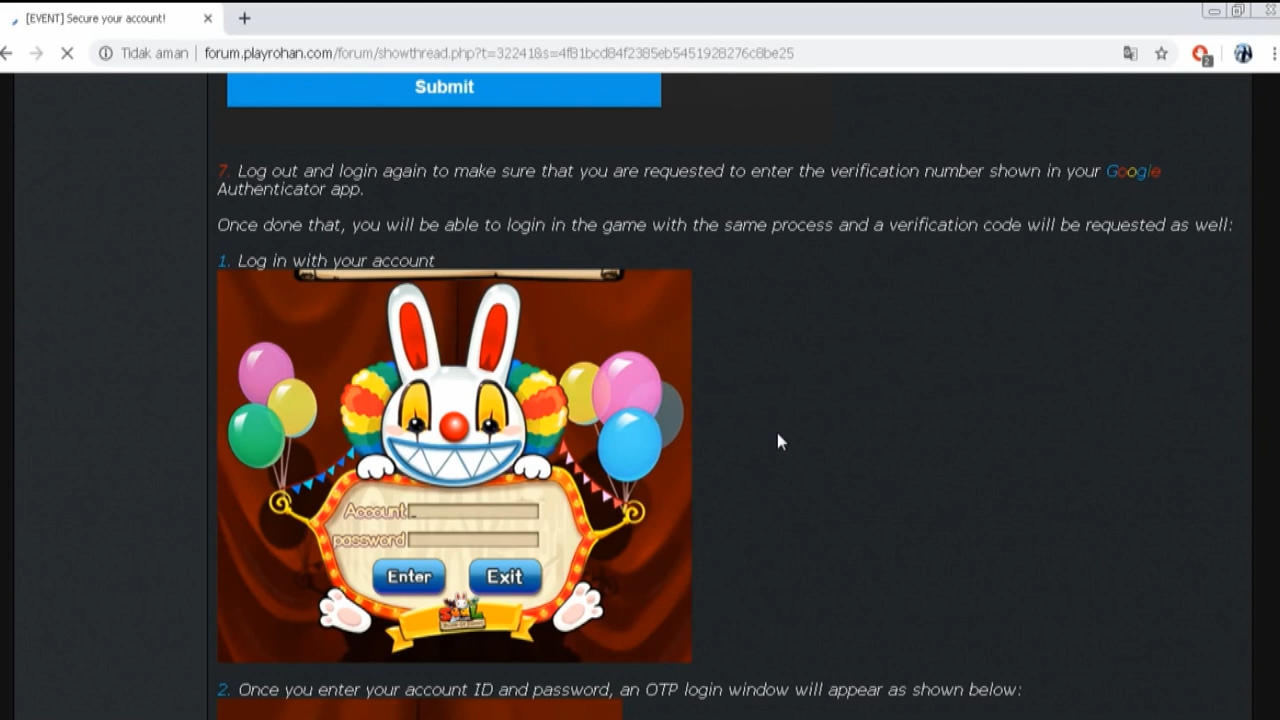 [EVENT] Secure your account!
Tidak aman
forum.playrohan.com/forum/showthread.php?t=32241&s=4f81bcd84f2385eb5451928276c8be25
2
Submit
7. Log out and login again to make sure that you are requested to enter the verification number shown in your Google
Authenticator app.
Once done that, you will be able to login in the game with the same process and a verification code will be requested as well:
1. Log in with your account
Account
password
Enter
Exit
2. Once you enter your account ID and password, an OTP login window will appear as shown below: